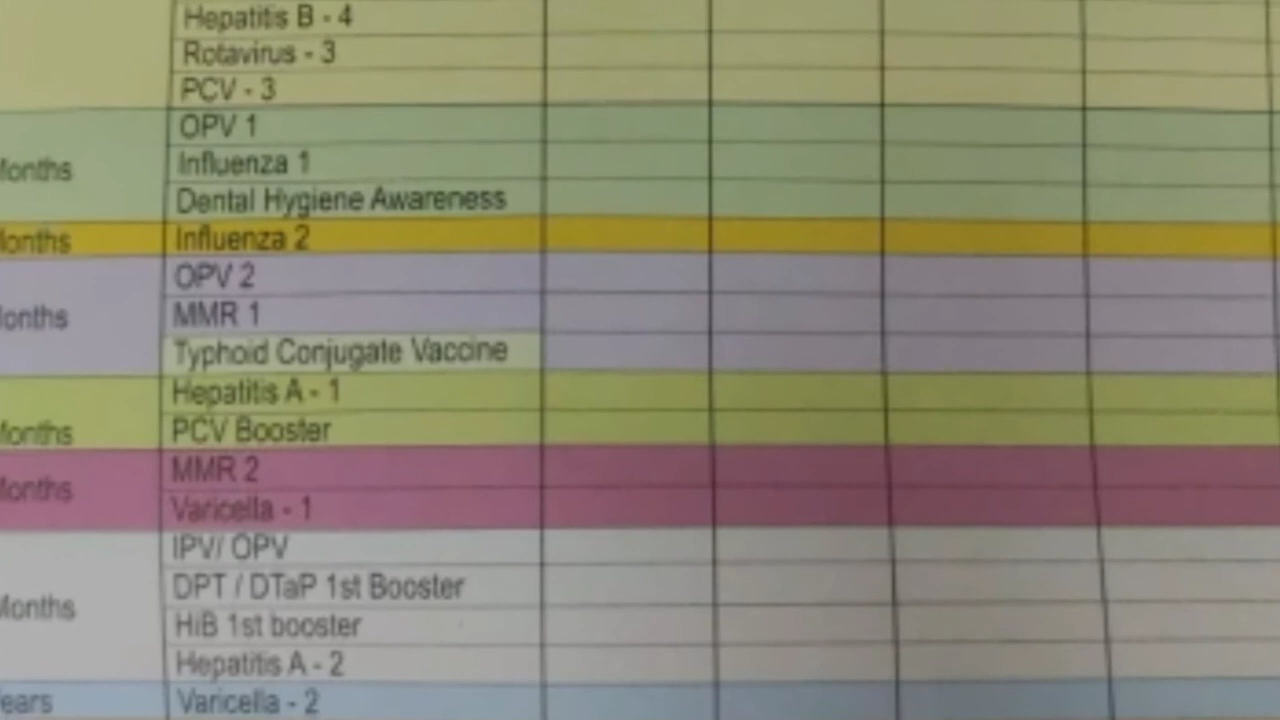 Hepatitis B - 4
Rotavirus - 3
PCV - 3
OPV 1
Months Influenza 1
Dental Hygiene Awareness
Months Influenza 2
OPV 2
Months MMR 1
Typhoid Conjugate Vaccine
Hepatitis A - 1
Months PCV Booster
MMR 2
Months
Varicella - 1
IPV/ OPV
DPT / DTaP 1st Booster
Months
HiB 1st booster
Hepatitis A - 2
ears Varicella - 2